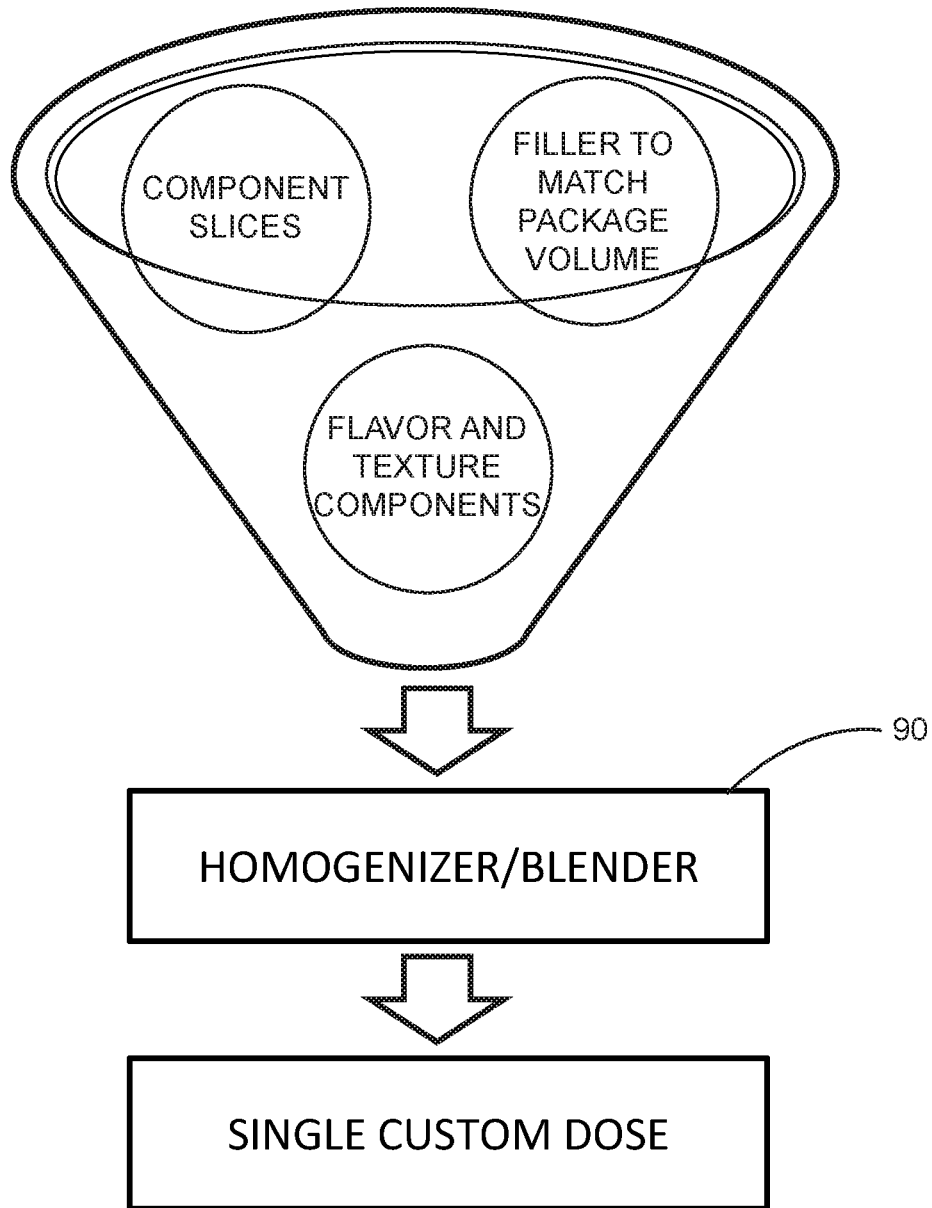 COMPONENT
SLICES
FILLER TO
MATCH
PACKAGE
VOLUME
FLAVOR AND
TEXTURE
COMPONENTS
90
HOMOGENIZER/BLENDER
SINGLE CUSTOM DOSE